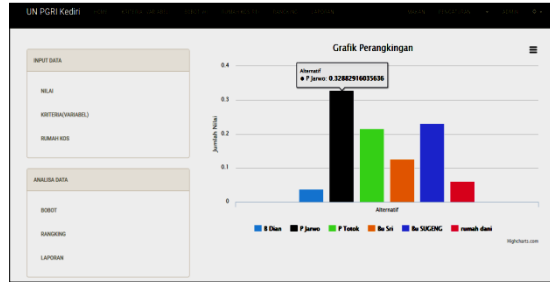 UN PGRI Kediri
INPUT DATA
NILAI
KRITERIA(VARIABEL)
RUMAH KOS
ANALISA DATA
BOBOT
RANGKING
LAPORAN
Grafik Perangkingan
Alternatif
P Jarwo: 0.32882916035636
Jumlah Nilai
0.4
0.3
0.2
0.1
0
Alternatif
B Dian P Jarwo P Totok Bu Sri Bu SUGENG rumah dani
Highcharts.com